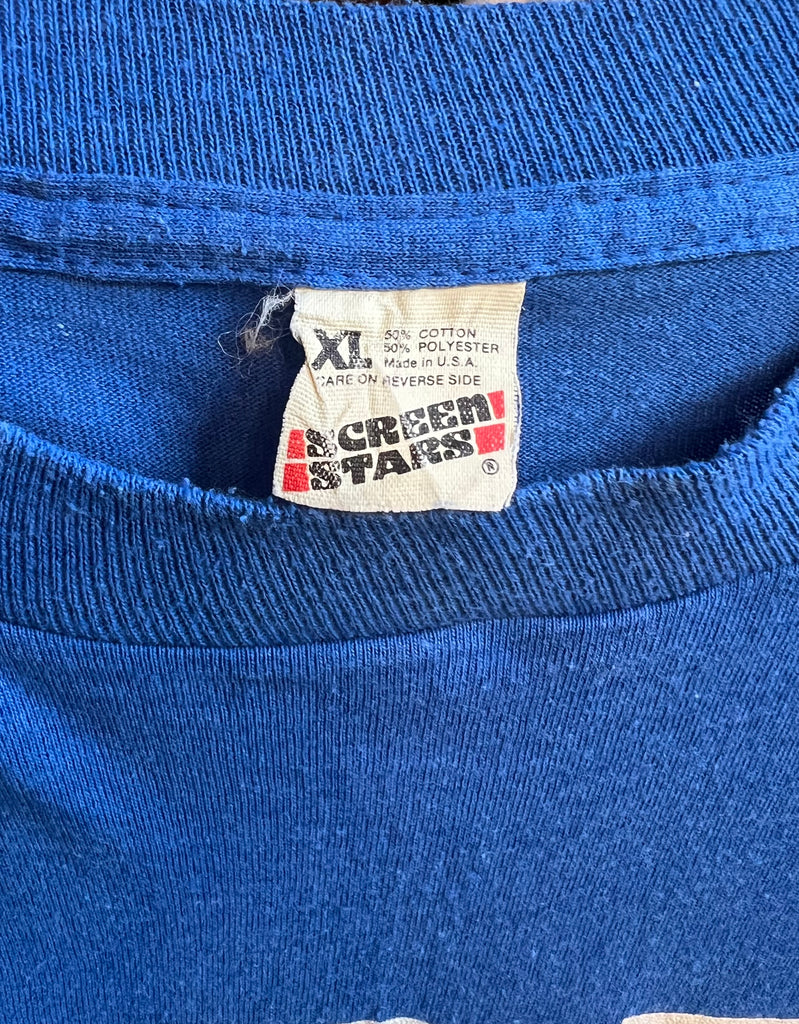 XL
50% COTTON
50% POLYESTER
Made in U.S.A.
CARE ON REVERSE SIDE
SCREEN
STARS
®